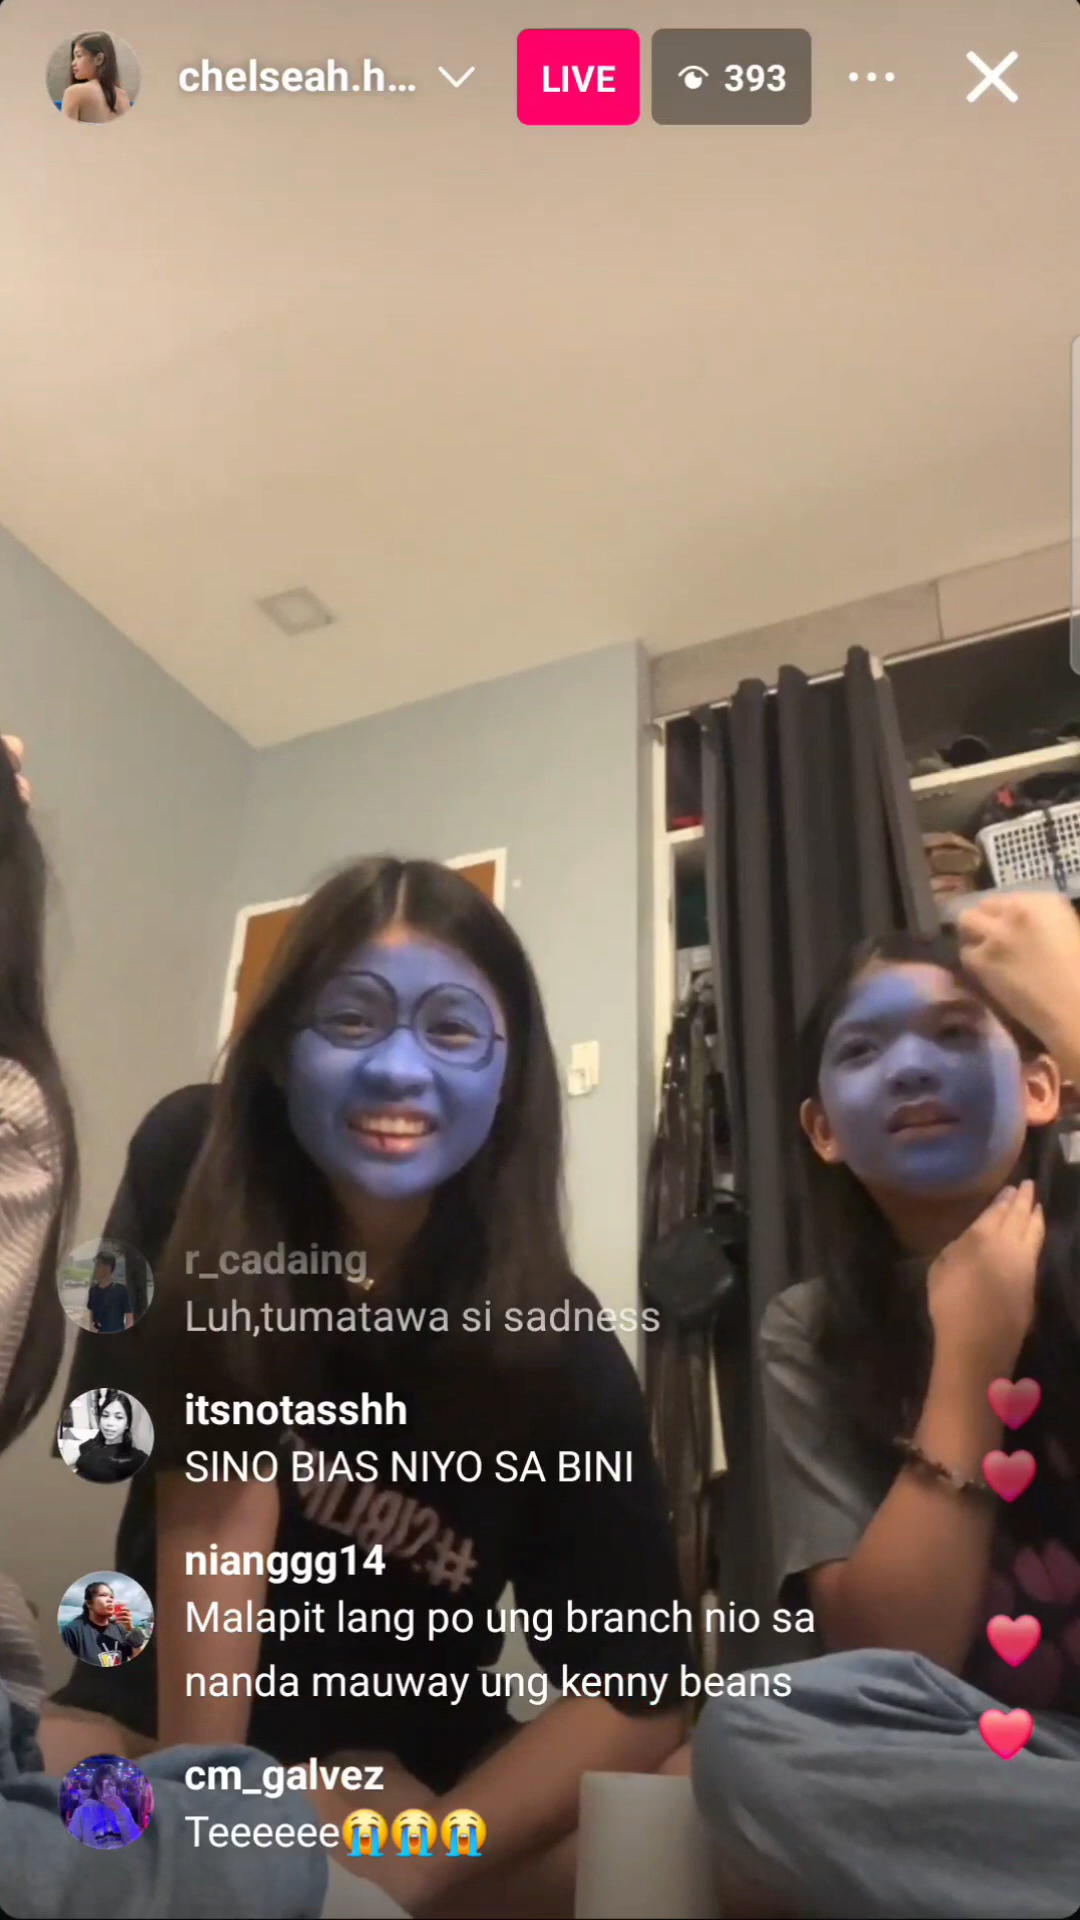 chelseah.h...
LIVE
393
r_cadaing
Luh,tumatawa si sadness
itsnotasshh
SINO BIAS NIYO SA BINI
nianggg14
Malapit lang po ung branch nio sa
nanda mauway ung kenny beans
cm_galvez
Teeeeee😭😭😭